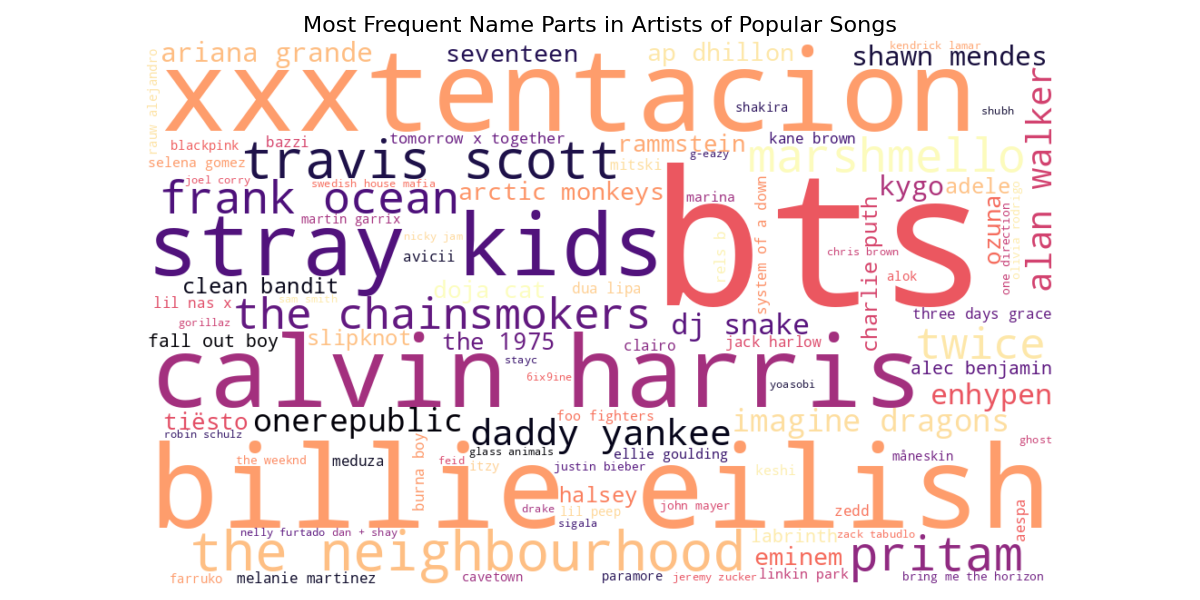 Most Frequent Name Parts in Artists of Popular Songs
ariana grande
seventeen
ap dhillon
kendrick lamar
shawn mendes
rauw alejandro
xxxtentacion
shakira
shubh
alan walker
blackpink
bazzi
tomorrow x together
rammstein
kane brown
g-eazy
selena gomez
travis scott
mitski
marshmello
joel corry
swedish house mafia
frank ocean
arctic monkeys
marina
kygo
adele
martin garrix
stray kids
nicky jam
avicii
bts
rels b
system of a down
chris brown
charlie puth
alok
ozuna
one direction
olivia rodrigo
clean bandit
sam smith
doja cat
dua lipa
lil nas x
the chainsmokers
gorillaz
dj snake
three days grace
fall out boy
slipknot
the 1975
clairo
jack harlow
twice
stayc
calvin harris
6ix9ine
yoasobi
alec benjamin
enhypen
tiësto
onerepublic
foo fighters
imagine dragons
robin schulz
daddy yankee
ghost
the weeknd
meduza
burna boy
feid
glass animals
itzy
ellie goulding
justin bieber
keshi
måneskin
billie eilish
halsey
drake
lil peep
john mayer
zedd
sigala
aespa
nelly furtado
dan + shay
the neighbourhood
labrinth
zack tabudlo
eminem
pritam
farruko
melanie martinez
cavetown
paramore
jeremy zucker
linkin park
bring me the horizon